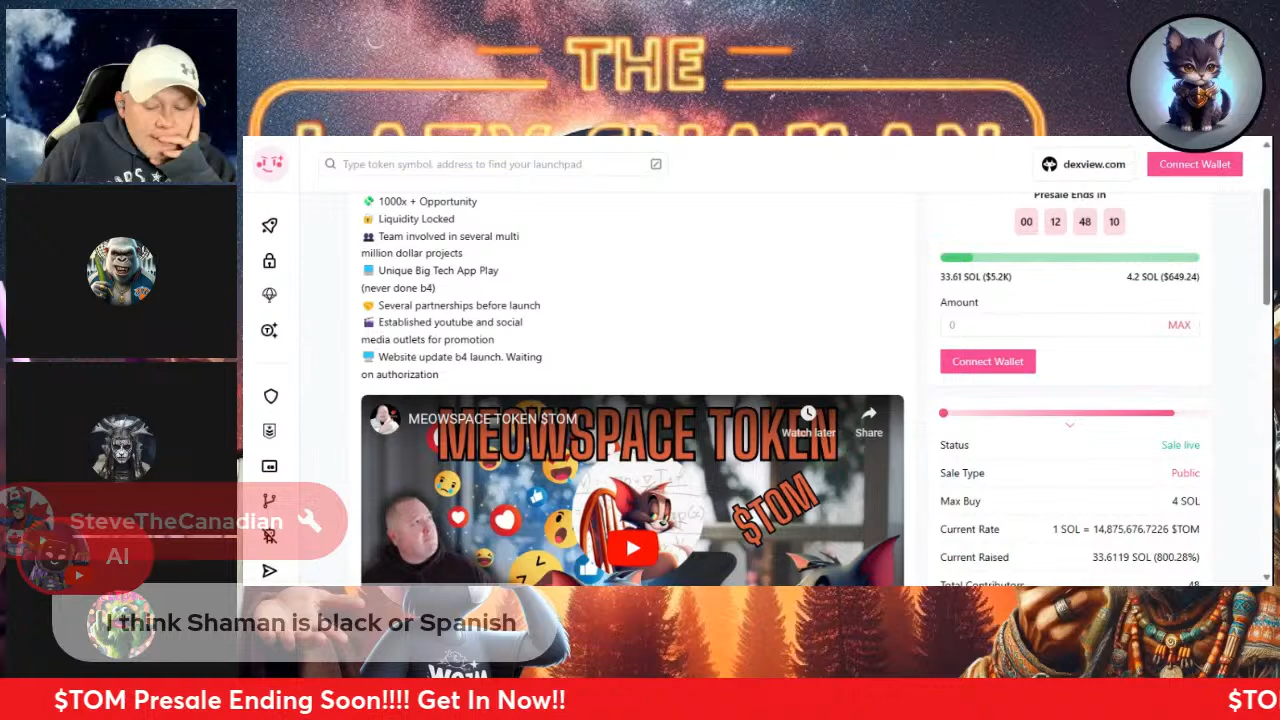 THE
LAZY SHAMAN
Type token symbol, address to find your launchpad
dexview.com
Connect Wallet
1000x + Opportunity
Liquidity Locked
Team involved in several multi
million dollar projects
Unique Big Tech App Play
(never done b4)
Several partnerships before launch
Established youtube and social
media outlets for promotion
Website update b4 launch. Waiting
on authorization
MEOWSPACE TOKEN $TOM
Watch later
Share
MEOWSPACE TOKEN
$TOM
Presale Ends In
00 12 48 10
33.61 SOL ($5.2K) 4.2 SOL ($649.24)
Amount
0 MAX
Connect Wallet
Status Sale live
Sale Type Public
Max Buy 4 SOL
Current Rate 1 SOL = 14,875,676.7226 $TOM
Current Raised 33.6119 SOL (800.28%)
Total Contributors 48
SteveTheCanadian
AI
I think Shaman is black or Spanish
$TOM Presale Ending Soon!!!! Get In Now!!
$TO